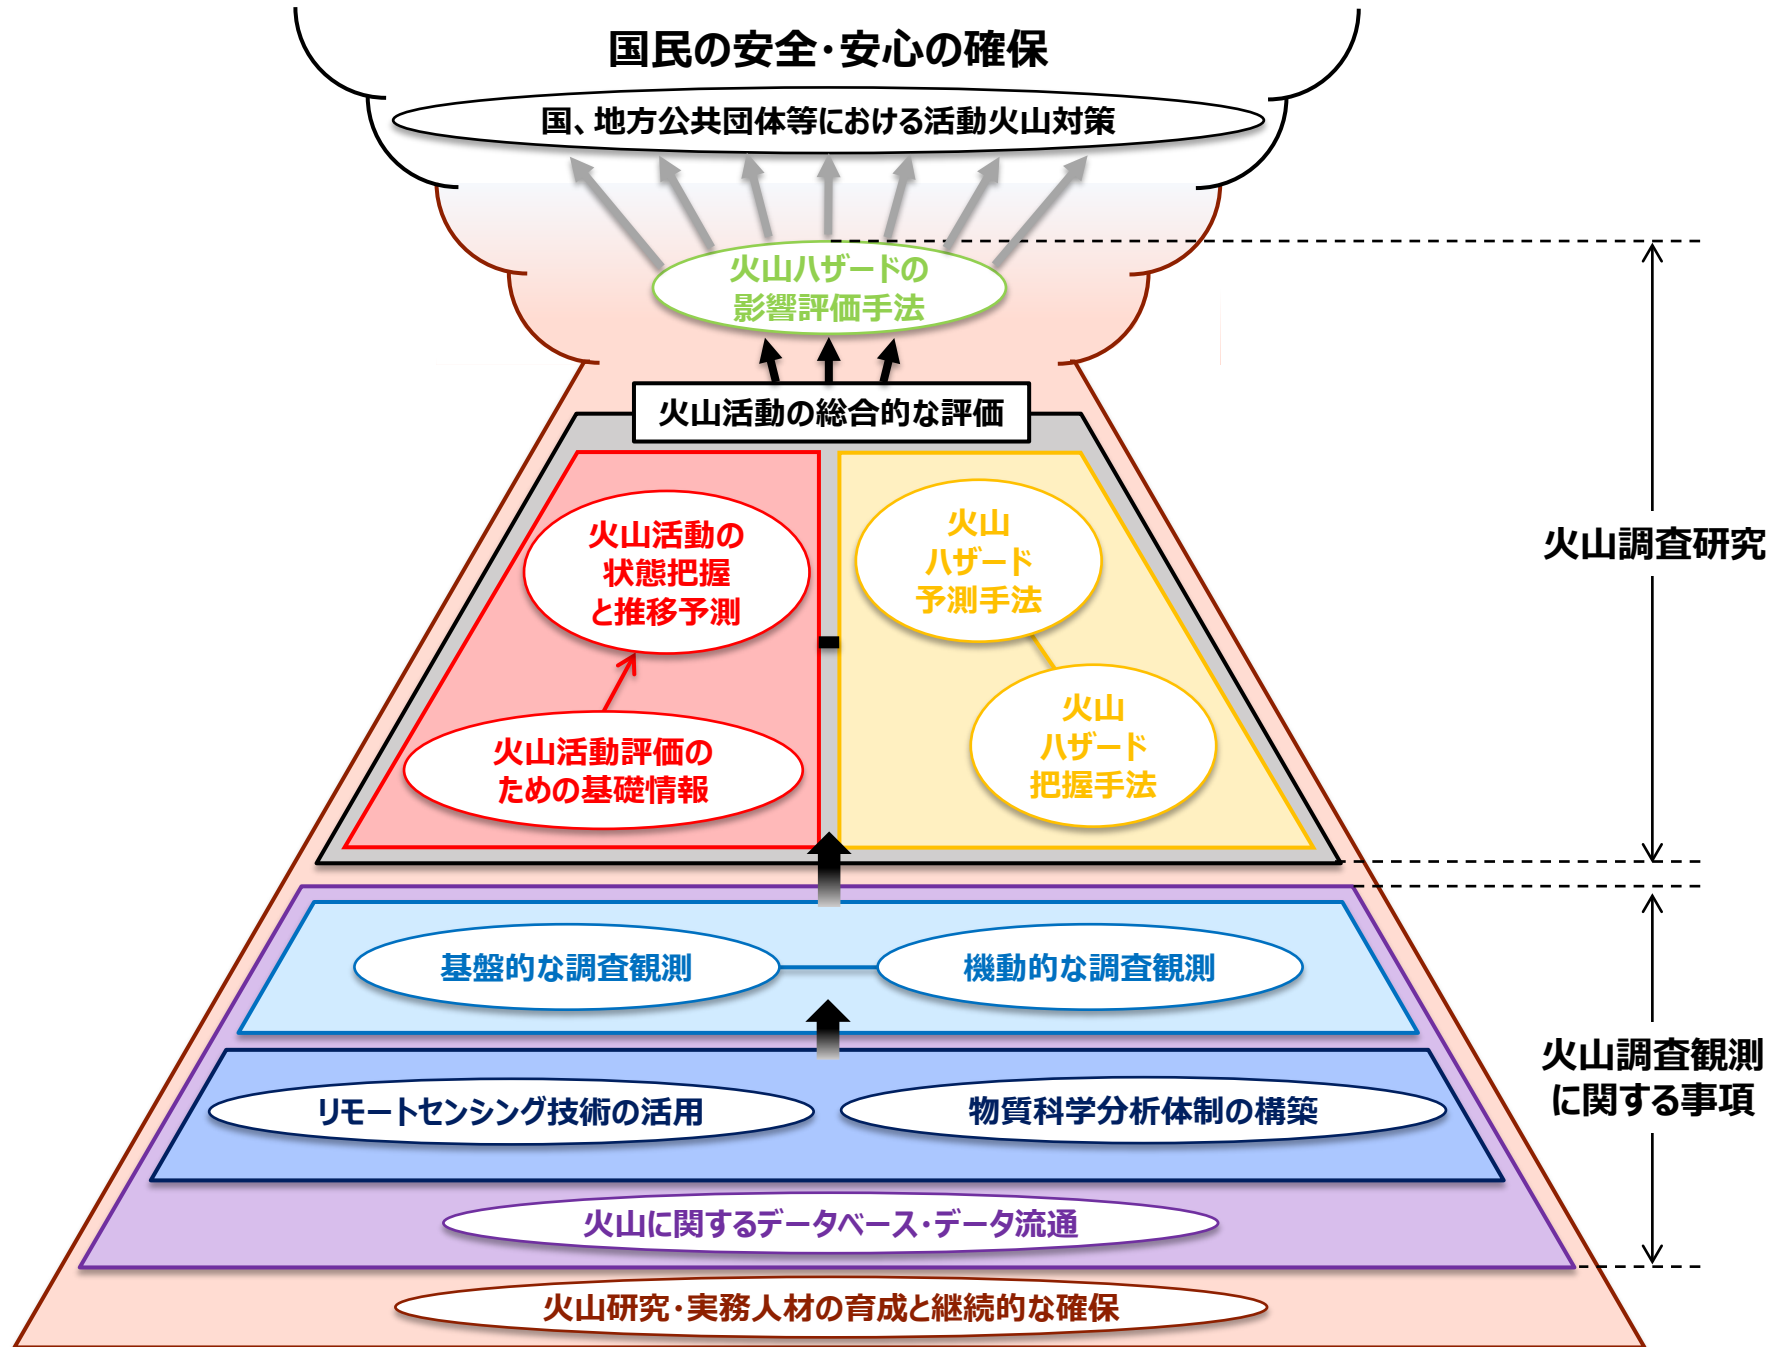 国民の安全・安心の確保
国、地方公共団体等における活動火山対策
火山ハザードの
影響評価手法
火山活動の総合的な評価
火山活動の
状態把握
と推移予測
火山
ハザード
予測手法
火山調査研究
火山活動評価の
ための基礎情報
火山
ハザード
把握手法
基盤的な調査観測
機動的な調査観測
火山調査観測
に関する事項
リモートセンシング技術の活用
物質科学分析体制の構築
火山に関するデータベース・データ流通
火山研究・実務人材の育成と継続的な確保